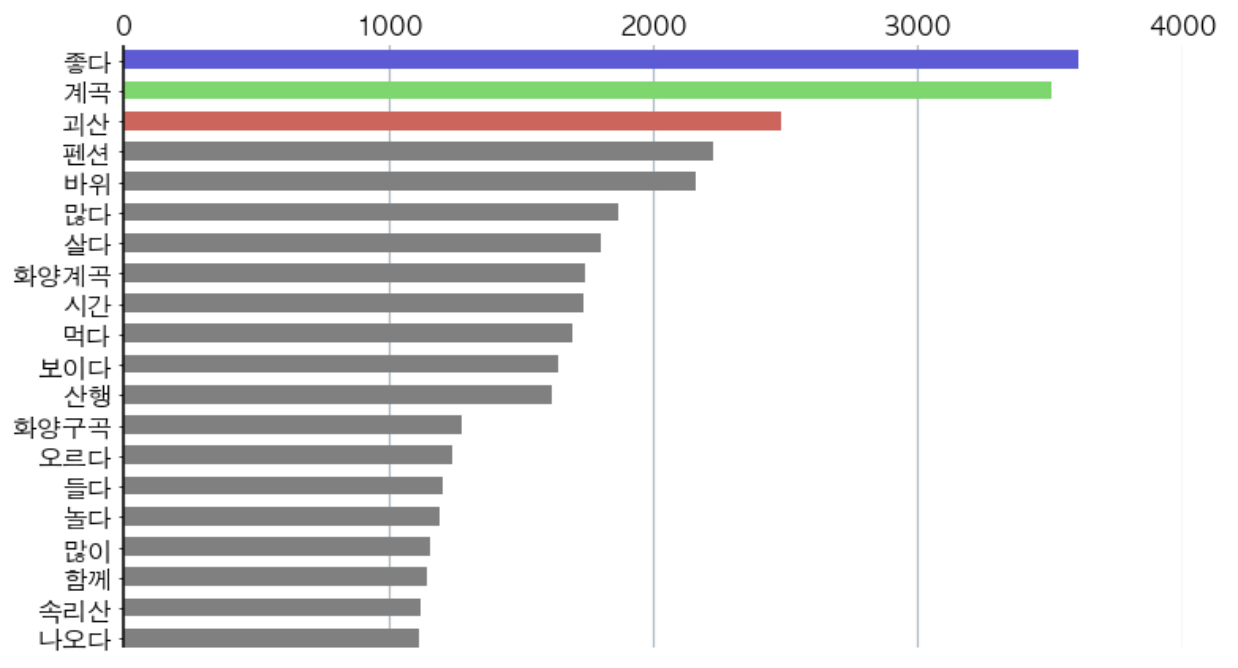 0 1000 2000 3000 4000
좋다
계곡
괴산
펜션
바위
많다
살다
화양계곡
시간
먹다
보이다
산행
화양구곡
오르다
들다
놀다
많이
함께
속리산
나오다